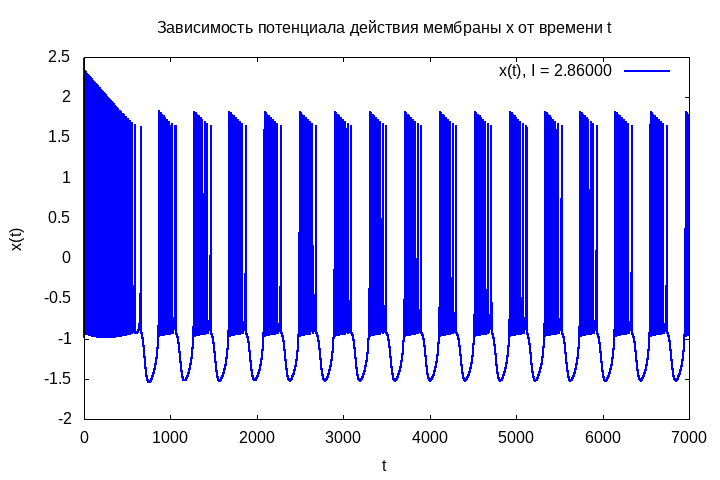 Зависимость потенциала действия мембраны x от времени t
x(t), I = 2.86000
2.5
2
1.5
1
0.5
0
-0.5
-1
-1.5
-2
x(t)
0 1000 2000 3000 4000 5000 6000 7000
t